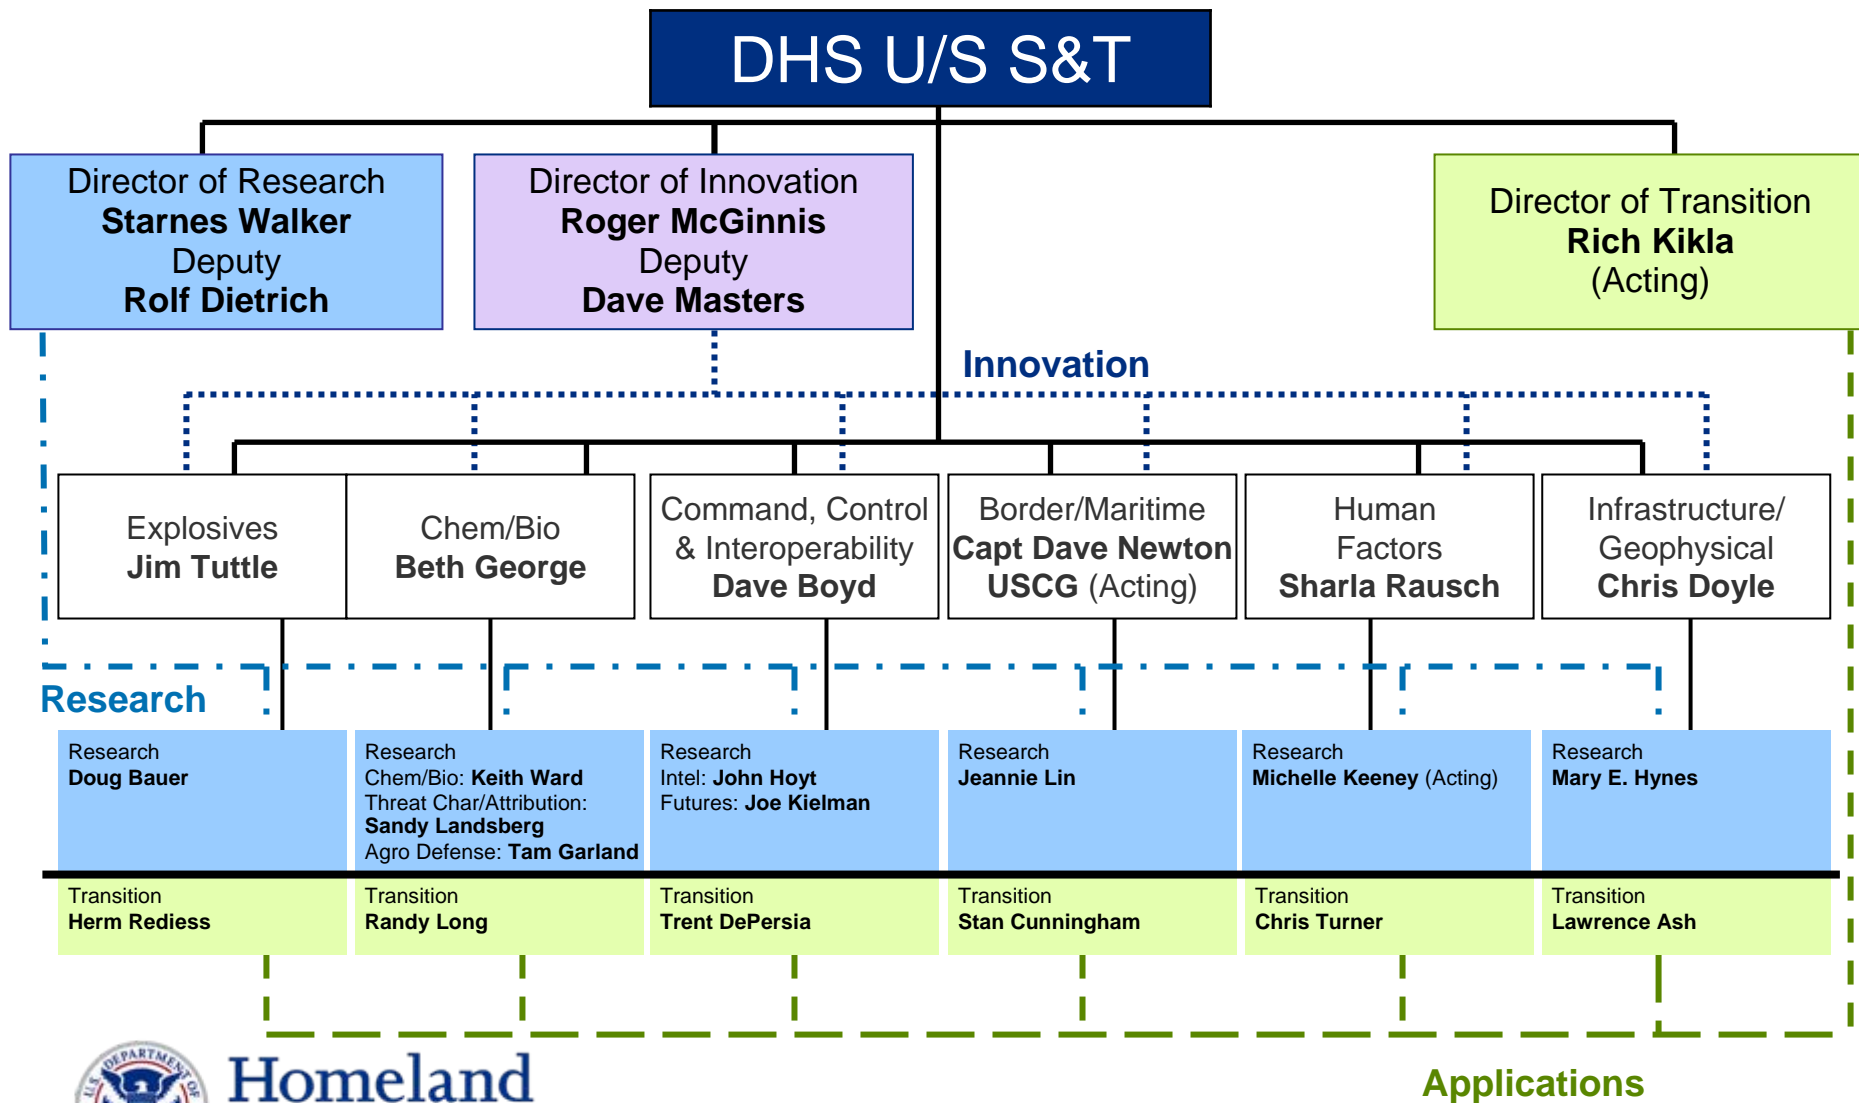 DHS U/S S&T
Director of Research
Starnes Walker
Deputy
Rolf Dietrich
Director of Innovation
Roger McGinnis
Deputy
Dave Masters
Director of Transition
Rich Kikla
(Acting)
Innovation
Explosives
Jim Tuttle
Chem/Bio
Beth George
Command, Control
& Interoperability
Dave Boyd
Border/Maritime
Capt Dave Newton
USCG (Acting)
Human
Factors
Sharla Rausch
Infrastructure/
Geophysical
Chris Doyle
Research
Research
Doug Bauer
Research
Chem/Bio: Keith Ward
Threat Char/Attribution:
Sandy Landsberg
Agro Defense: Tam Garland
Research
Intel: John Hoyt
Futures: Joe Kielman
Research
Jeannie Lin
Research
Michelle Keeney (Acting)
Research
Mary E. Hynes
Transition
Herm Rediess
Transition
Randy Long
Transition
Trent DePersia
Transition
Stan Cunningham
Transition
Chris Turner
Transition
Lawrence Ash
U.S. DEPARTMENT OF
Homeland
Applications